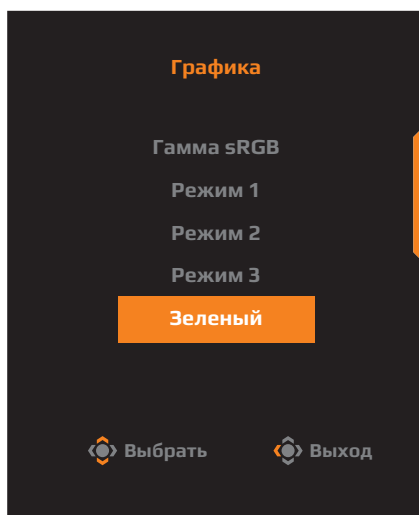 Графика
Гамма sRGB
Режим 1
Режим 2
Режим 3
Зеленый
Выбрать Выход